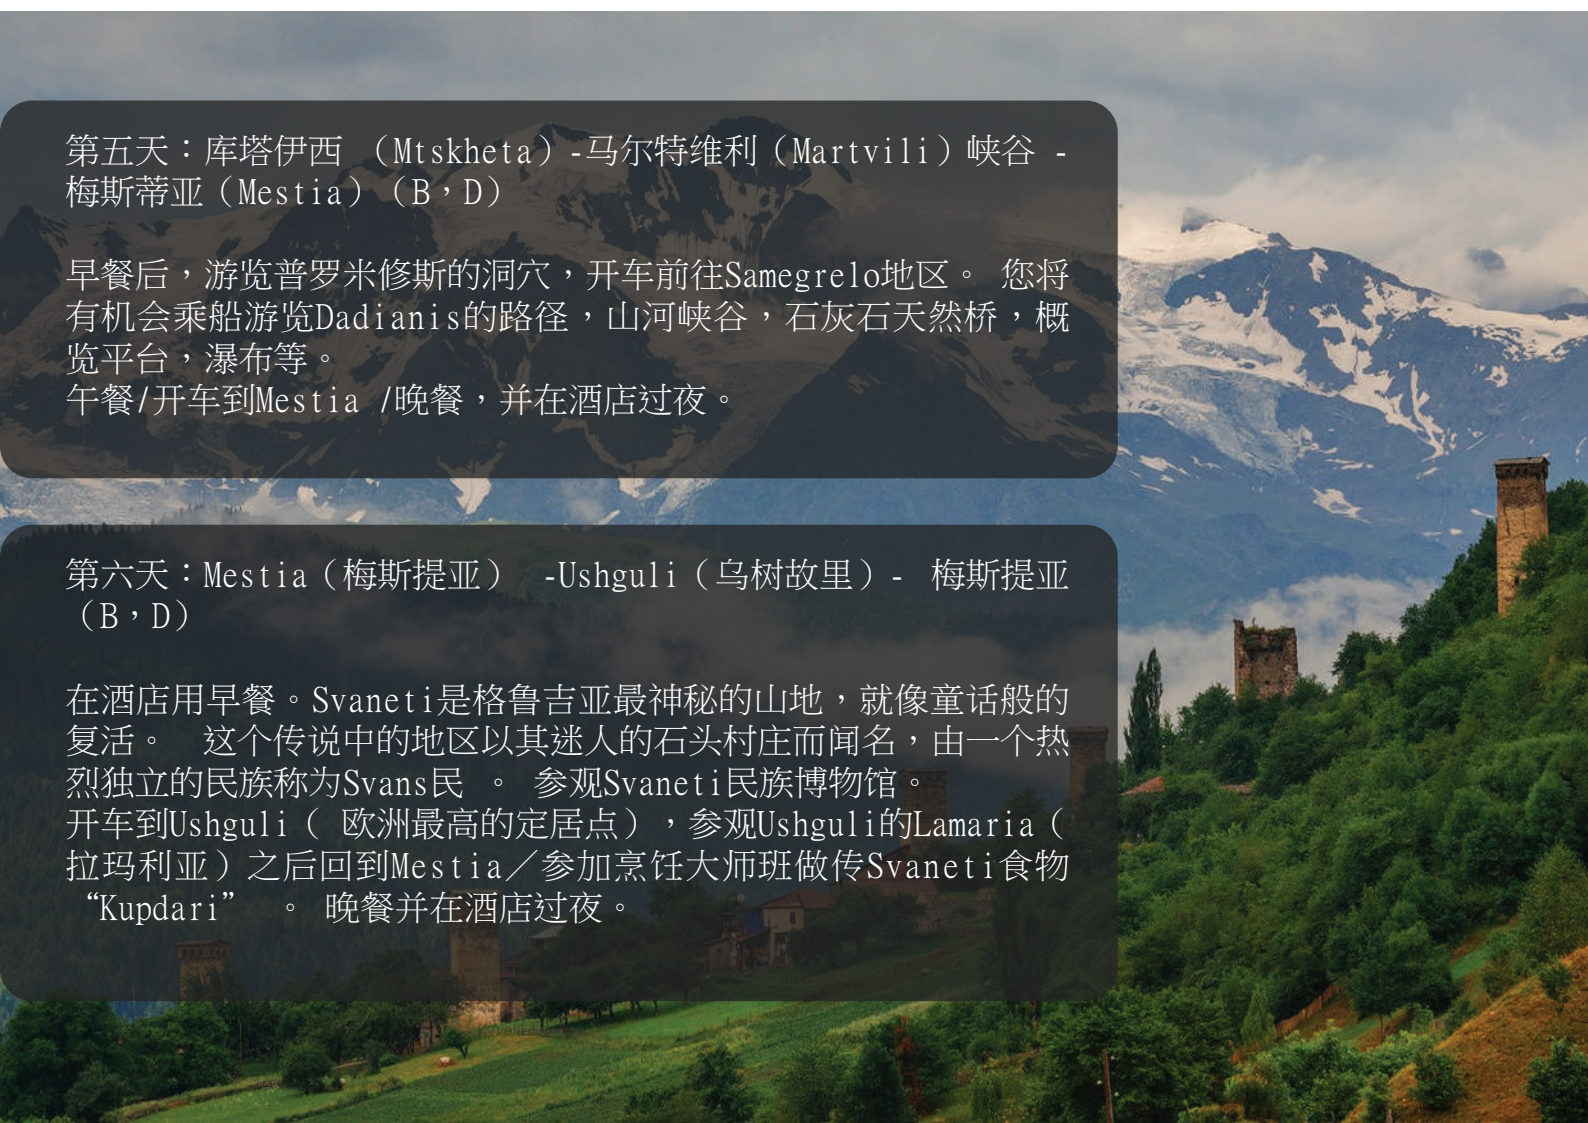 第五天：库塔伊西 （Mtskheta）-马尔特维利（Martvili）峡谷 -
梅斯蒂亚（Mestia）（B，D）
早餐后，游览普罗米修斯的洞穴，开车前往Samegrelo地区。 您将
有机会乘船游览Dadianis的路径，山河峡谷，石灰石天然桥，概
览平台，瀑布等。
午餐/开车到Mestia /晚餐，并在酒店过夜。
第六天：Mestia（梅斯提亚） -Ushguli（乌树故里）- 梅斯提亚
（B，D）
在酒店用早餐。Svaneti是格鲁吉亚最神秘的山地，就像童话般的
复活。 这个传说中的地区以其迷人的石头村庄而闻名，由一个热
烈独立的民族称为Svans民 。 参观Svaneti民族博物馆。
开车到Ushguli（ 欧洲最高的定居点），参观Ushguli的Lamaria（
拉玛利亚）之后回到Mestia／参加烹饪大师班做传Svaneti食物
“Kupdari” 。 晚餐并在酒店过夜。